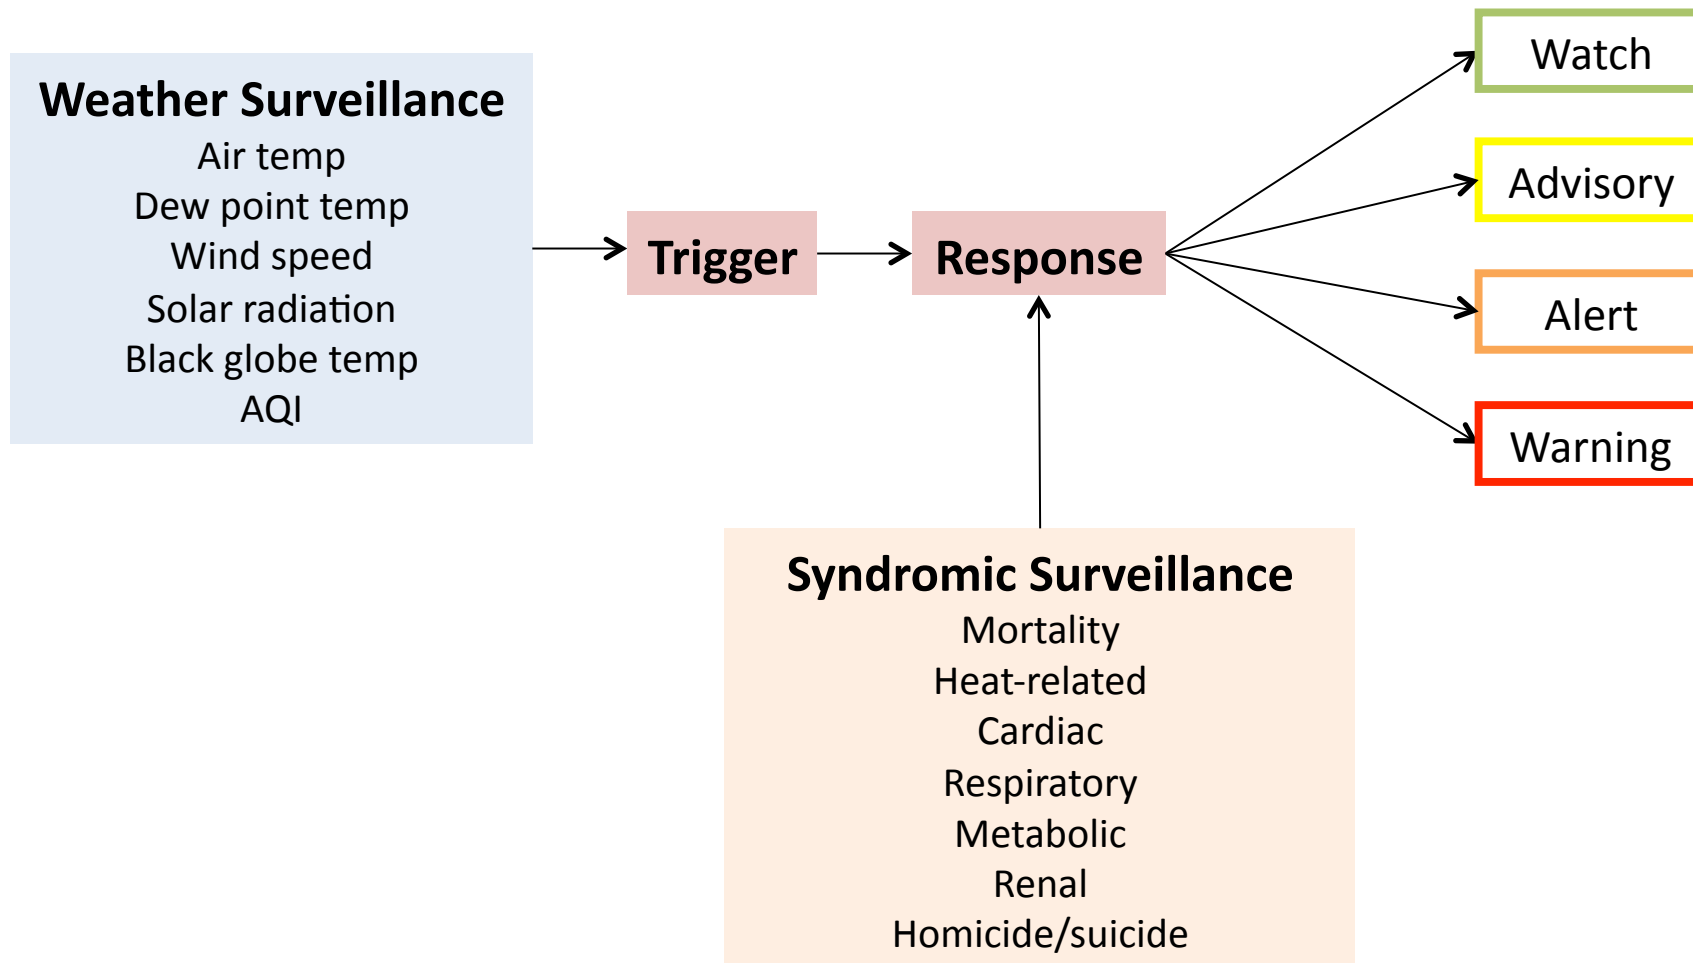 Weather Surveillance
Air temp
Dew point temp
Wind speed
Solar radiation
Black globe temp
AQI
Trigger
Response
Watch
Advisory
Alert
Warning
Syndromic Surveillance
Mortality
Heat-related
Cardiac
Respiratory
Metabolic
Renal
Homicide/suicide